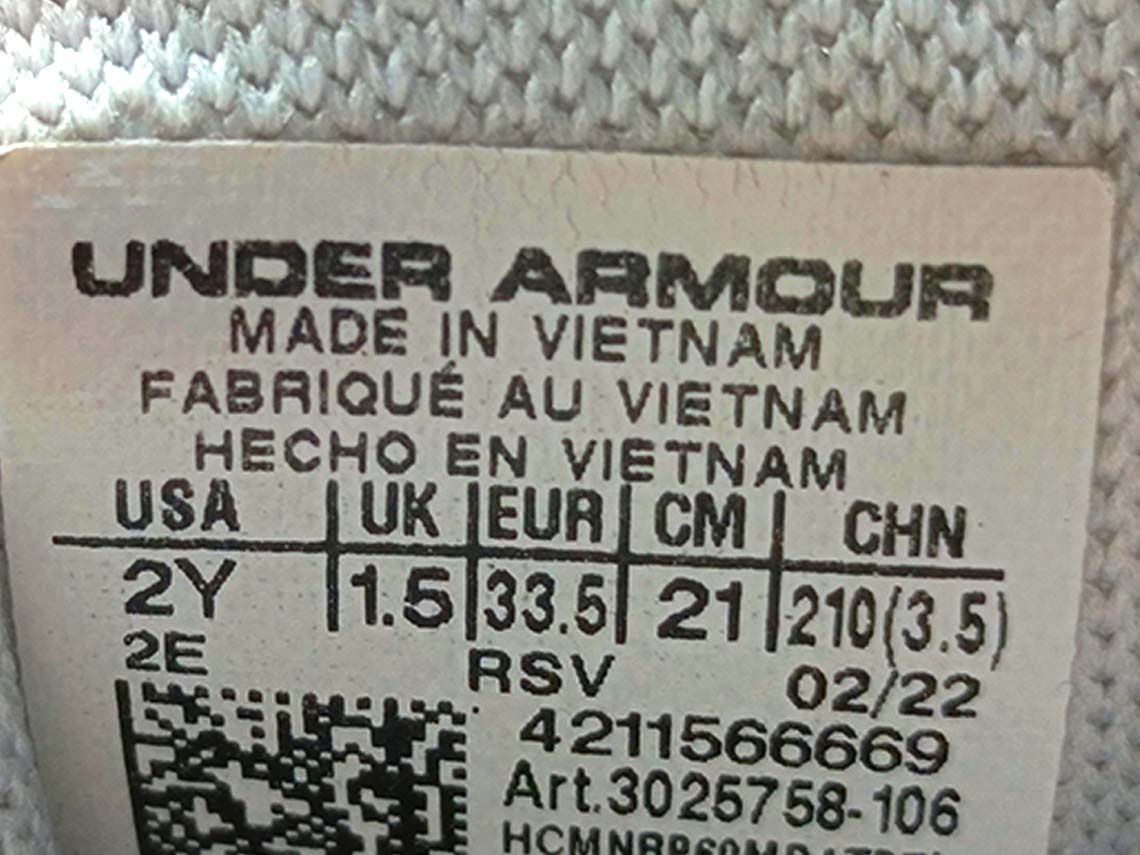 UNDER ARMOUR
MADE IN VIETNAM
FABRIQUÉ AU VIETNAM
HECHO EN VIETNAM
USA UK EUR CM CHN
2Y 1.5 33.5 21 210(3.5)
2E RSV 02/22
4211566669
Art.3025758-106